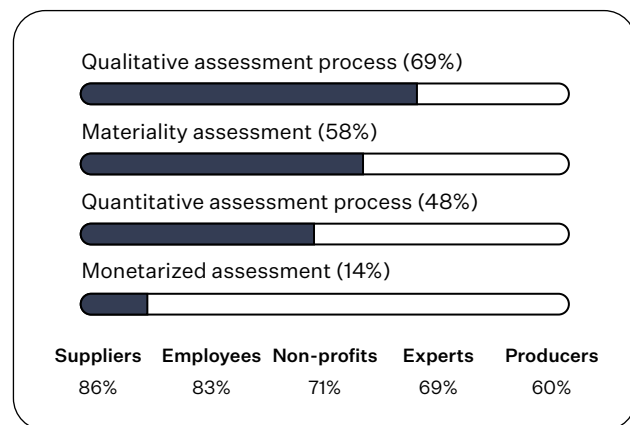 Qualitative assessment process (69%)
Materiality assessment (58%)
Quantitative assessment process (48%)
Monetarized assessment (14%)
Suppliers Employees Non-profits Experts Producers
86% 83% 71% 69% 60%